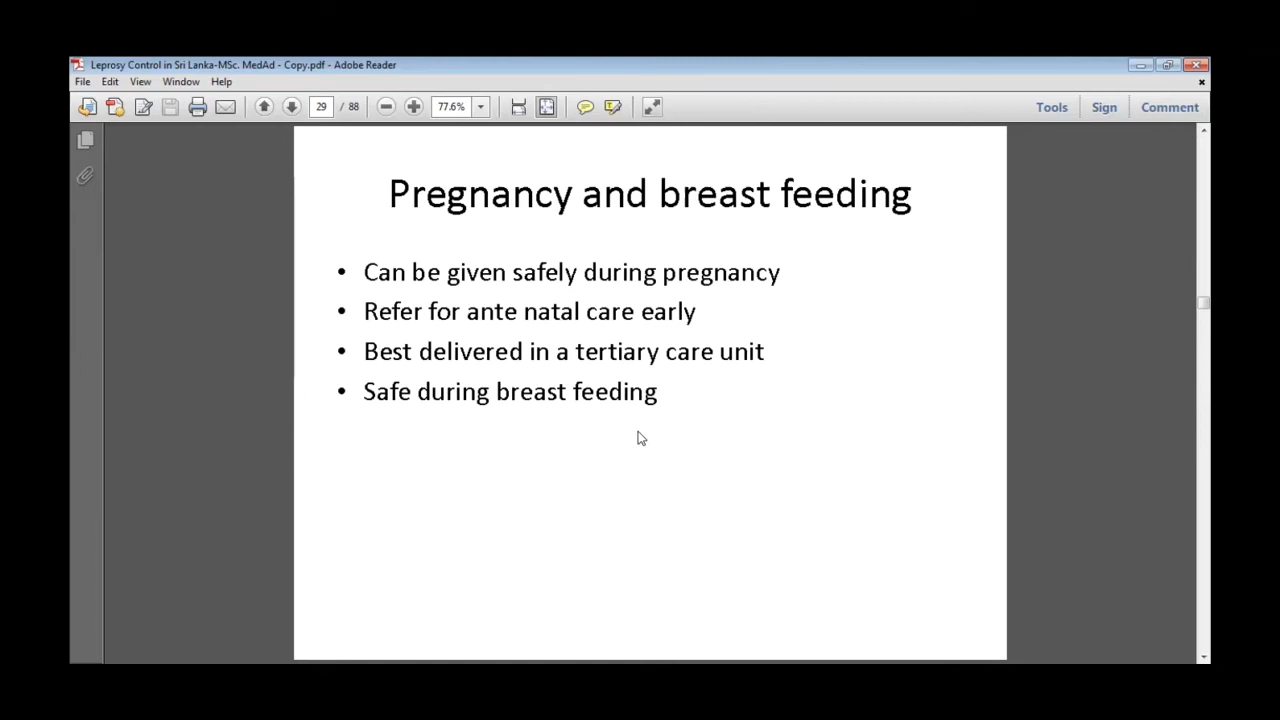 Leprosy Control in Sri Lanka-MSc. MedAd - Copy.pdf - Adobe Reader
File Edit View Window Help
29 / 88 77.6% Tools Sign Comment
Pregnancy and breast feeding
• Can be given safely during pregnancy
• Refer for ante natal care early
• Best delivered in a tertiary care unit
• Safe during breast feeding